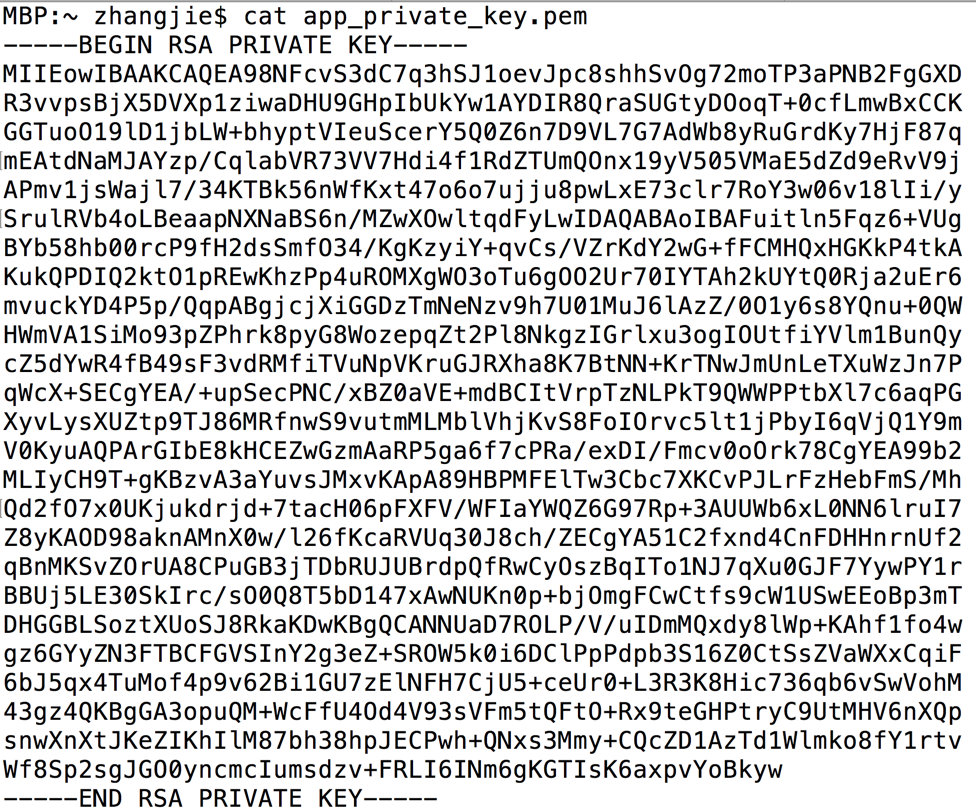 MBP:~ zhangjie$ cat app_private_key.pem
-----BEGIN RSA PRIVATE KEY-----
MIIEowIBAAKCAQEA98NFcvS3dC7q3hSJ1oevJpc8shhSvOg72moTP3aPNB2FgGXD
R3vvpsBjX5DVXp1ziwaDHU9GHpIbUkYw1AYDIR8QraSUGtyDOoqT+0cfLmwBxCCK
GGTuoO19lD1jbLW+bhyptVIeuScerY5Q0Z6n7D9VL7G7AdWb8yRuGrdKy7HjF87q
mEAtdNaMJAYzp/CqlabVR73VV7Hdi4f1RdZTUmQOnx19yV505VMaE5dZd9eRvV9j
APmv1jsWajl7/34KTBk56nWfKxt47o6o7ujju8pwLxE73clr7RoY3w06v18lIi/y
SrulRVb4oLBeaapNXNaBS6n/MZwXOwltqdFyLwIDAQABAoIBAFuitln5Fqz6+VUg
BYb58hb00rcP9fH2dsSmfO34/KgKzyiY+qvCs/VZrKdY2wG+fFCMHQxHGKkP4tkA
KukQPDIQ2ktO1pREwKhzPp4uROMXgWO3oTu6gOO2Ur70IYTAh2kUYtQ0Rja2uEr6
mvuckYD4P5p/QqpABgjcjXiGGDzTmNeNzv9h7U01MuJ6lAzZ/0O1y6s8YQnu+0QW
HWmVA1SiMo93pZPhrk8pyG8WozepqZt2Pl8NkgzIGrlxu3ogIOUtfiYVlm1BunQy
cZ5dYwR4fB49sF3vdRMfiTVuNpVKruGJRXha8K7BtNN+KrTNwJmUnLeTXuWzJn7P
qWcX+SECgYEA/+upSecPNC/xBZ0aVE+mdBCItVrpTzNLPkT9QWWPPtbXl7c6aqPG
XyvLysXUZtp9TJ86MRfnwS9vutmMLMblVhjKvS8FoIOrvc5lt1jPbyI6qVjQ1Y9m
V0KyuAQPArGIbE8kHCEZwGzmAaRP5ga6f7cPRa/exDI/Fmcv0oOrk78CgYEA99b2
MLIyCH9T+gKBzvA3aYuvsJMxvKApA89HBPMFElTw3Cbc7XKCvPJLrFzHebFmS/Mh
Qd2fO7x0UKjukdrjd+7tacH06pFXFV/WFIaYWQZ6G97Rp+3AUUWb6xL0NN6lruI7
Z8yKAOD98aknAMnX0w/l26fKcaRVUq30J8ch/ZECgYA51C2fxnd4CnFDHHnrnUf2
qBnMKSvZOrUA8CPuGB3jTDbRUJUBrdpQfRwCyOszBqITo1NJ7qXu0GJF7YywPY1r
BBUj5LE30SkIrc/sO0Q8T5bD147xAwNUKn0p+bjOmgFCwCtfs9cW1USwEEoBp3mT
DHGGBLSoztXUoSJ8RkaKDwKBgQCANNUaD7ROLP/V/uIDmMQxdy8lWp+KAhf1fo4w
gz6GYyZN3FTBCFGVSInY2g3eZ+SROW5k0i6DClPpPdpb3S16Z0CtSsZVaWXxCqiF
6bJ5qx4TuMof4p9v62Bi1GU7zElNFH7CjU5+ceUr0+L3R3K8Hic736qb6vSwVohM
43gz4QKBgGA3opuQM+WcFfU4Od4V93sVFm5tQFtO+Rx9teGHPtryC9UtMHV6nXQp
snwXnXtJKeZIKhIlM87bh38hpJECPwh+QNxs3Mmy+CQcZD1AzTd1Wlmko8fY1rtv
Wf8Sp2sgJGO0yncmcIumsdzv+FRLI6INm6gKGTIsK6axpvYoBkyw
-----END RSA PRIVATE KEY-----